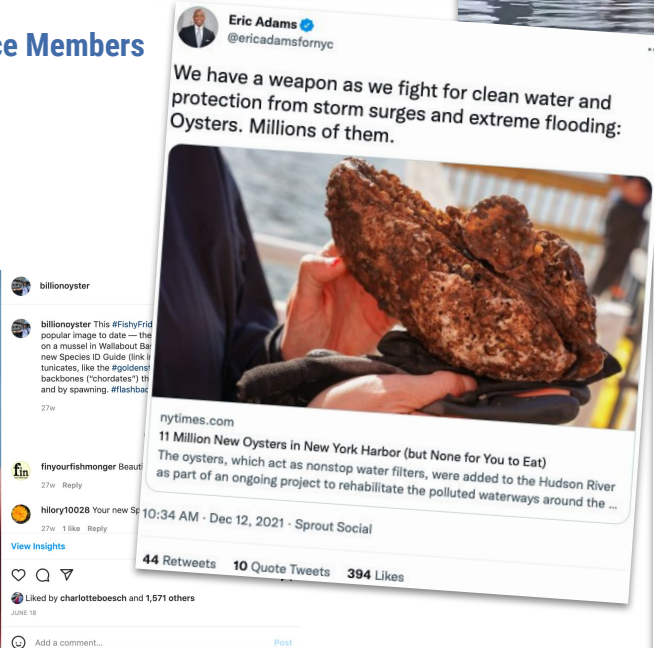 ce Members
Eric Adams
@ericadamsfornyc
We have a weapon as we fight for clean water and
protection from storm surges and extreme flooding:
Oysters. Millions of them.
nytimes.com
11 Million New Oysters in New York Harbor (but None for You to Eat)
The oysters, which act as nonstop water filters, were added to the Hudson River
as part of an ongoing project to rehabilitate the polluted waterways around the ...
10:34 AM · Dec 12, 2021 · Sprout Social
44 Retweets 10 Quote Tweets 394 Likes
billionoyster
billionoyster This #FishyFrid
popular image to date — the
on a mussel in Wallabout Ba
new Species ID Guide (link i
tunicates, like the #goldens
backbones ("chordates") th
and by spawning. #flashbac
27w
fin
finyourfishmonger Beauti
27w Reply
hilory10028 Your new Sp
27w 1 like Reply
View Insights
Liked by charlotteboesch and 1,571 others
JUNE 18
Add a comment...
Post